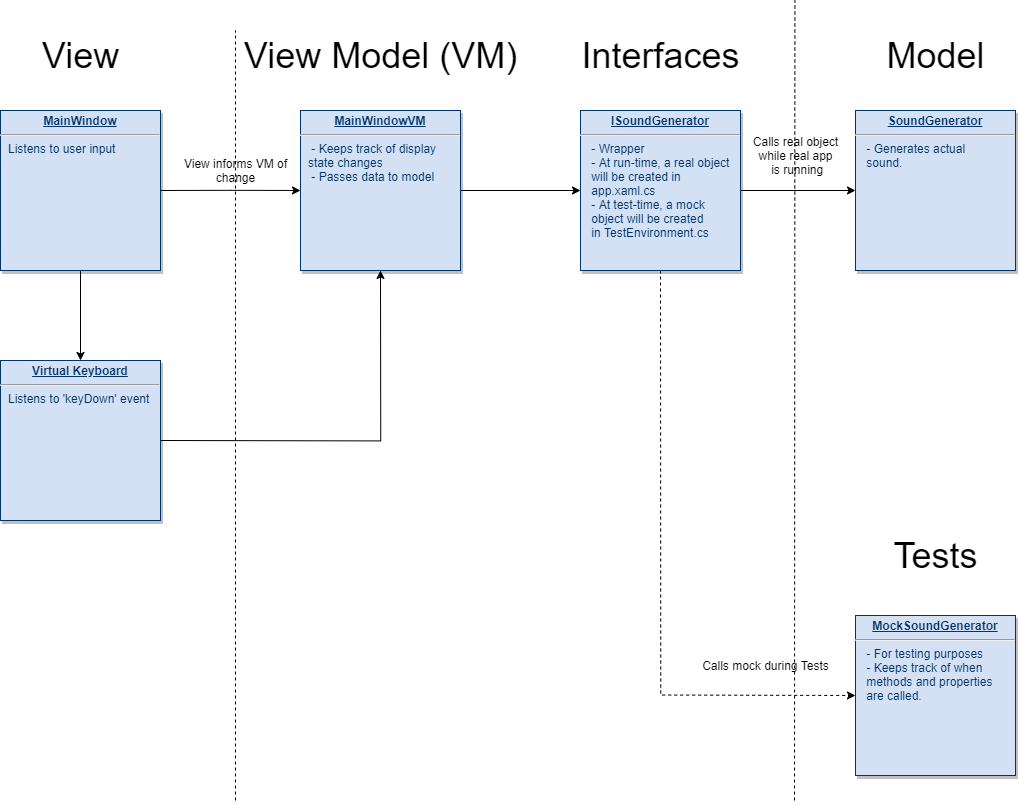 View
View Model (VM)
Interfaces
Model
MainWindow
Listens to user input
View informs VM of
change
MainWindowVM
- Keeps track of display
state changes
- Passes data to model
ISoundGenerator
- Wrapper
- At run-time, a real object
will be created in
app.xaml.cs
- At test-time, a mock
object will be created
in TestEnvironment.cs
Calls real object
while real app
is running
SoundGenerator
- Generates actual
sound.
Virtual Keyboard
Listens to 'keyDown' event
Tests
Calls mock during Tests
MockSoundGenerator
- For testing purposes
- Keeps track of when
methods and properties
are called.